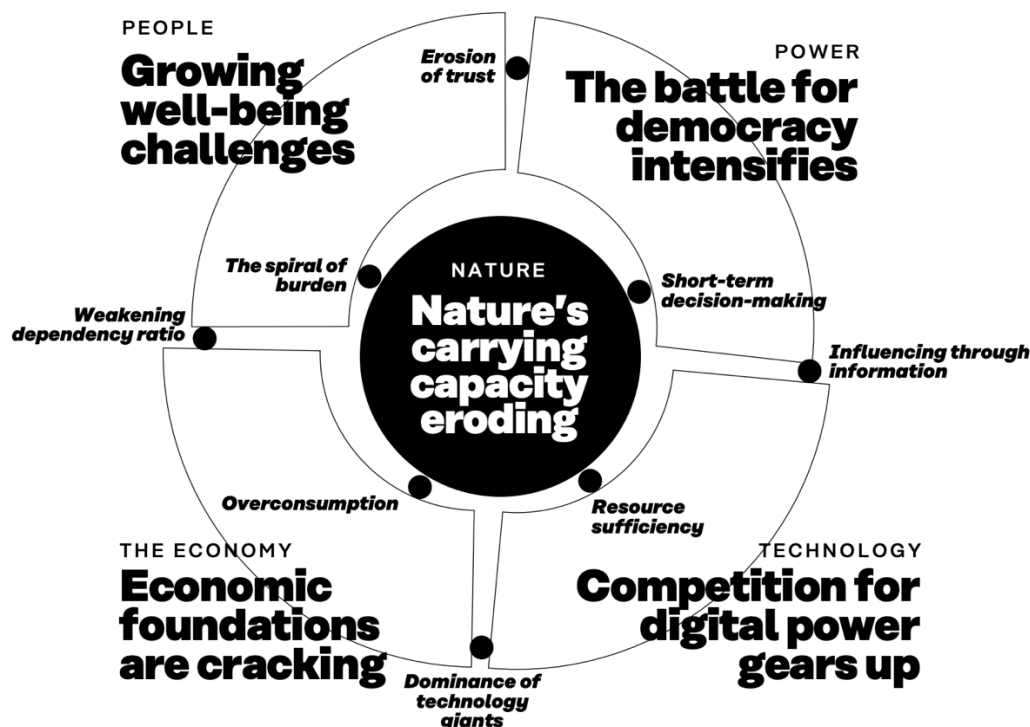 PEOPLE
Growing
well-being
challenges
Erosion
of trust
POWER
The battle for
democracy
intensifies
The spiral of
burden
NATURE
Nature's
carrying
capacity
eroding
Short-term
decision-making
Weakening
dependency ratio
Influencing through
information
Overconsumption
Resource
sufficiency
THE ECONOMY
Economic
foundations
are cracking
TECHNOLOGY
Competition for
digital power
gears up
Dominance of
technology
giants